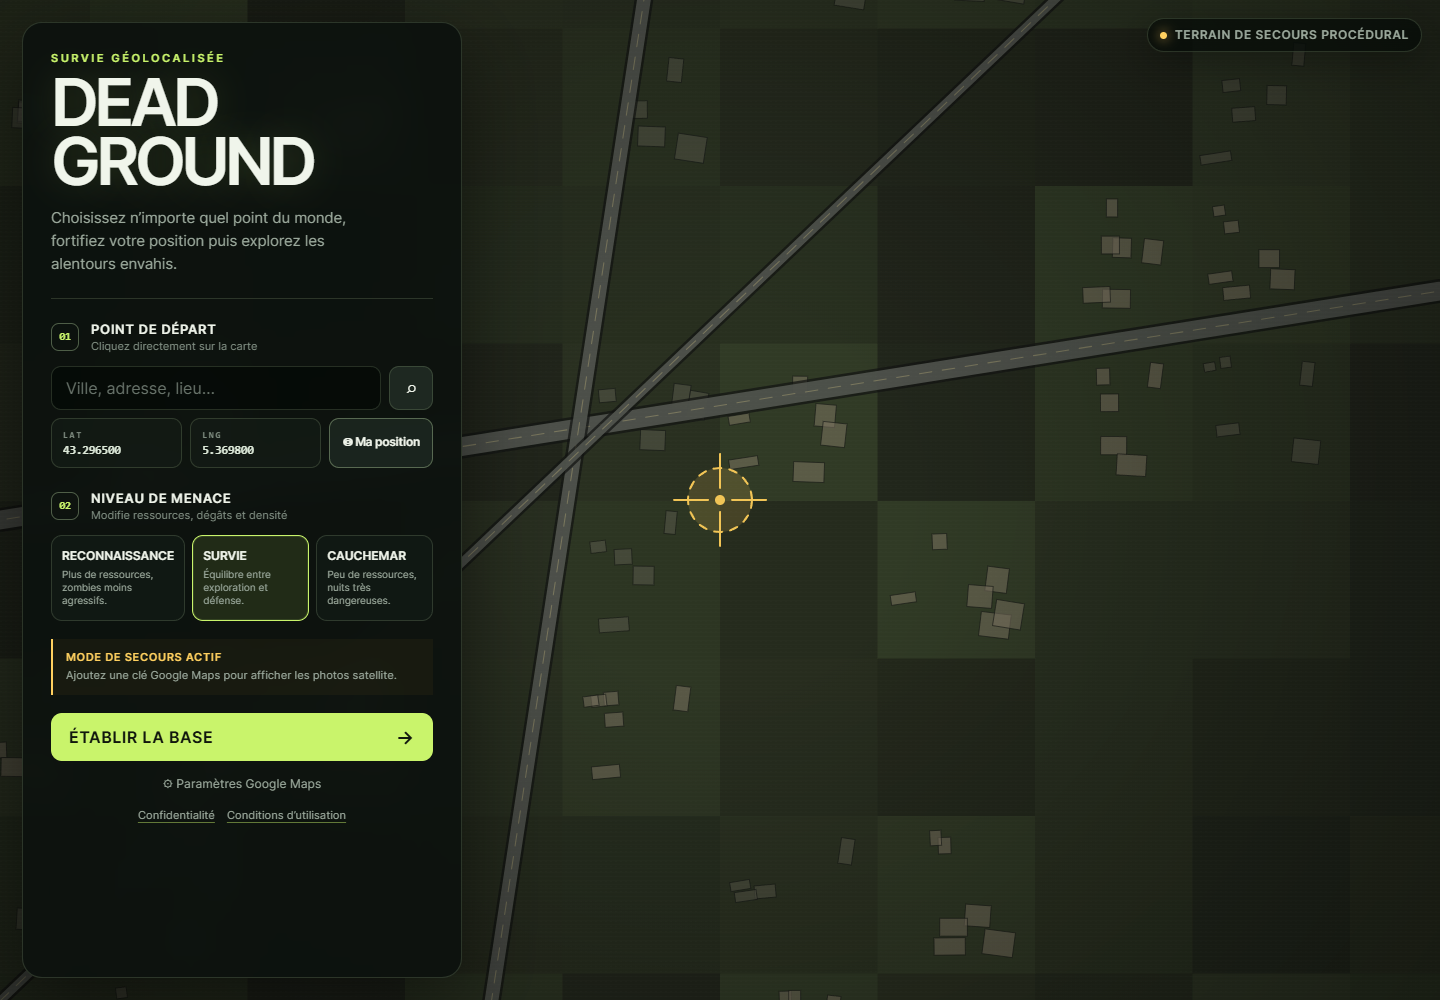 SURVIE GÉOLOCALISÉE
DEAD
GROUND
Choisissez n’importe quel point du monde,
fortifiez votre position puis explorez les
alentours envahis.
01
POINT DE DÉPART
Cliquez directement sur la carte
Ville, adresse, lieu…
LAT
43.296500
LNG
5.369800
Ma position
02
NIVEAU DE MENACE
Modifie ressources, dégâts et densité
RECONNAISSANCE
Plus de ressources,
zombies moins
agressifs.
SURVIE
Équilibre entre
exploration et
défense.
CAUCHEMAR
Peu de ressources,
nuits très
dangereuses.
MODE DE SECOURS ACTIF
Ajoutez une clé Google Maps pour afficher les photos satellite.
ÉTABLIR LA BASE →
⚙ Paramètres Google Maps
Confidentialité Conditions d’utilisation
TERRAIN DE SECOURS PROCÉDURAL